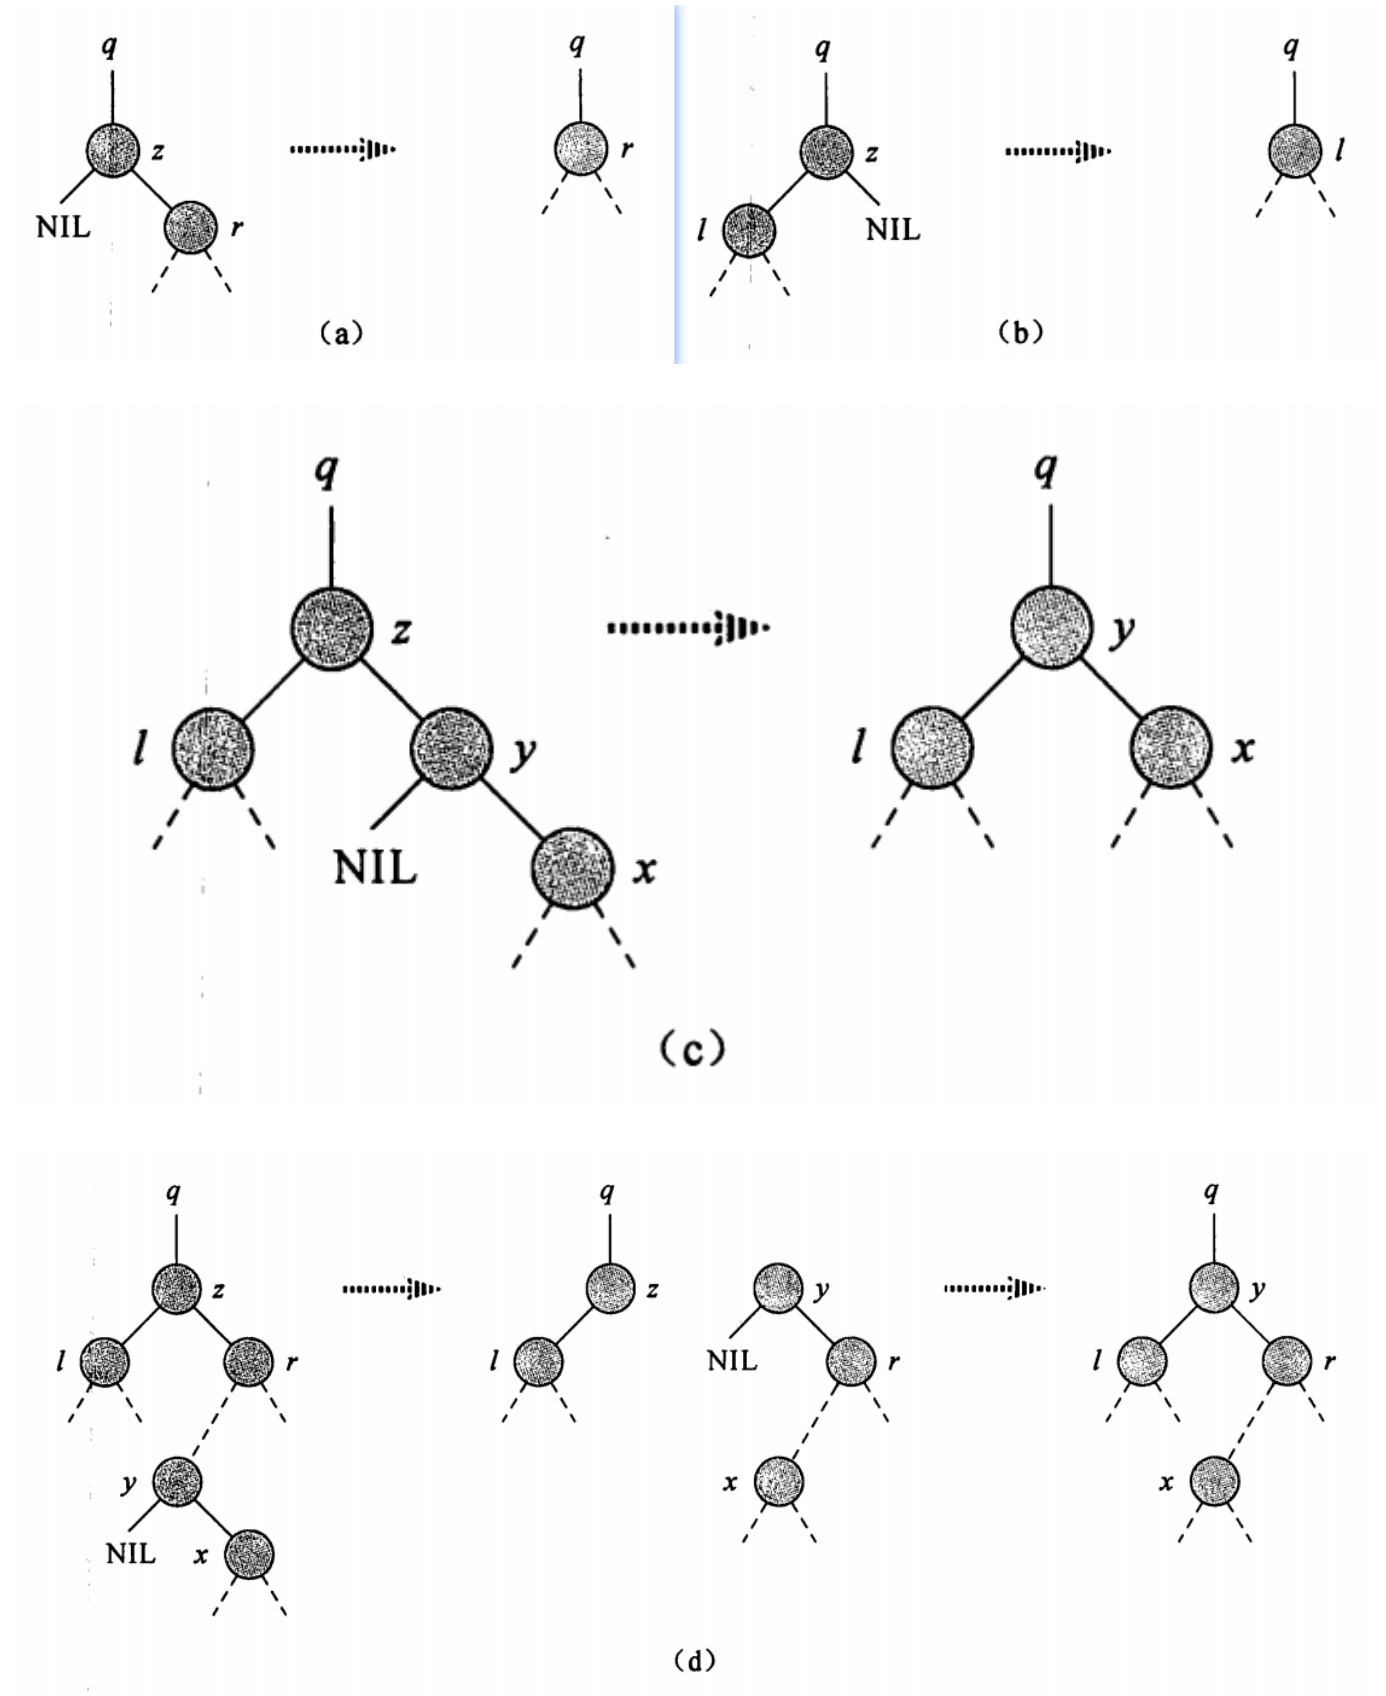 q q q q
z r z l
NIL r l NIL
(a) (b)
q q
z y
l y l x
NIL x
(c)
q q q
z z y y
l r l NIL r l r
y x x
NIL x
(d)